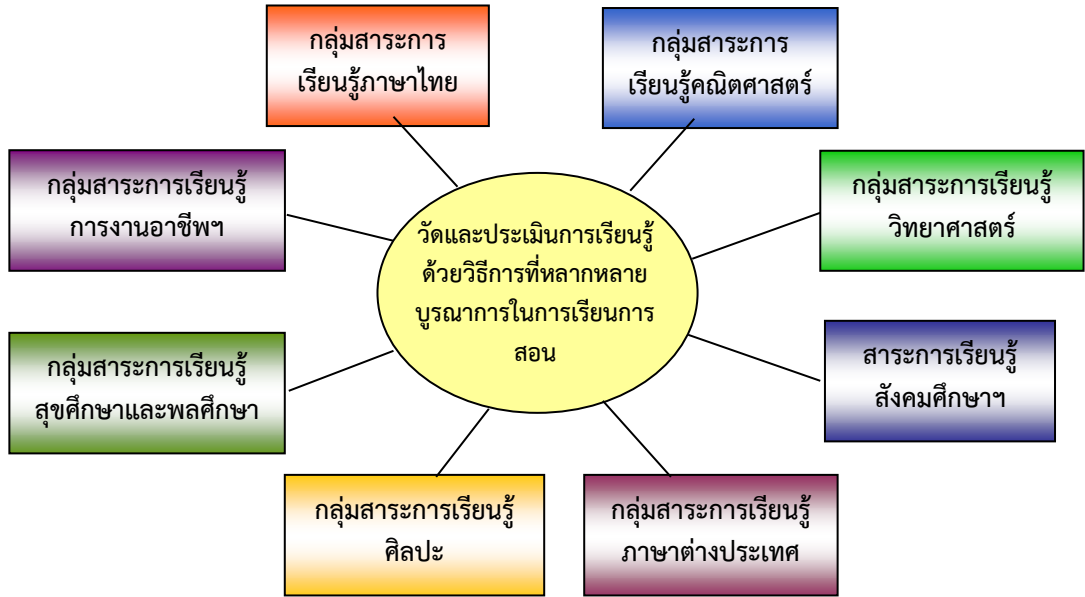 กลุ่มสาระการ
เรียนรู้ภาษาไทย
กลุ่มสาระการ
เรียนรู้คณิตศาสตร์
กลุ่มสาระการเรียนรู้
การงานอาชีพฯ
กลุ่มสาระการเรียนรู้
วิทยาศาสตร์
วัดและประเมินการเรียนรู้
ด้วยวิธีการที่หลากหลาย
บูรณาการในการเรียนการ
สอน
กลุ่มสาระการเรียนรู้
สุขศึกษาและพลศึกษา
สาระการเรียนรู้
สังคมศึกษาฯ
กลุ่มสาระการเรียนรู้
ศิลปะ
กลุ่มสาระการเรียนรู้
ภาษาต่างประเทศ